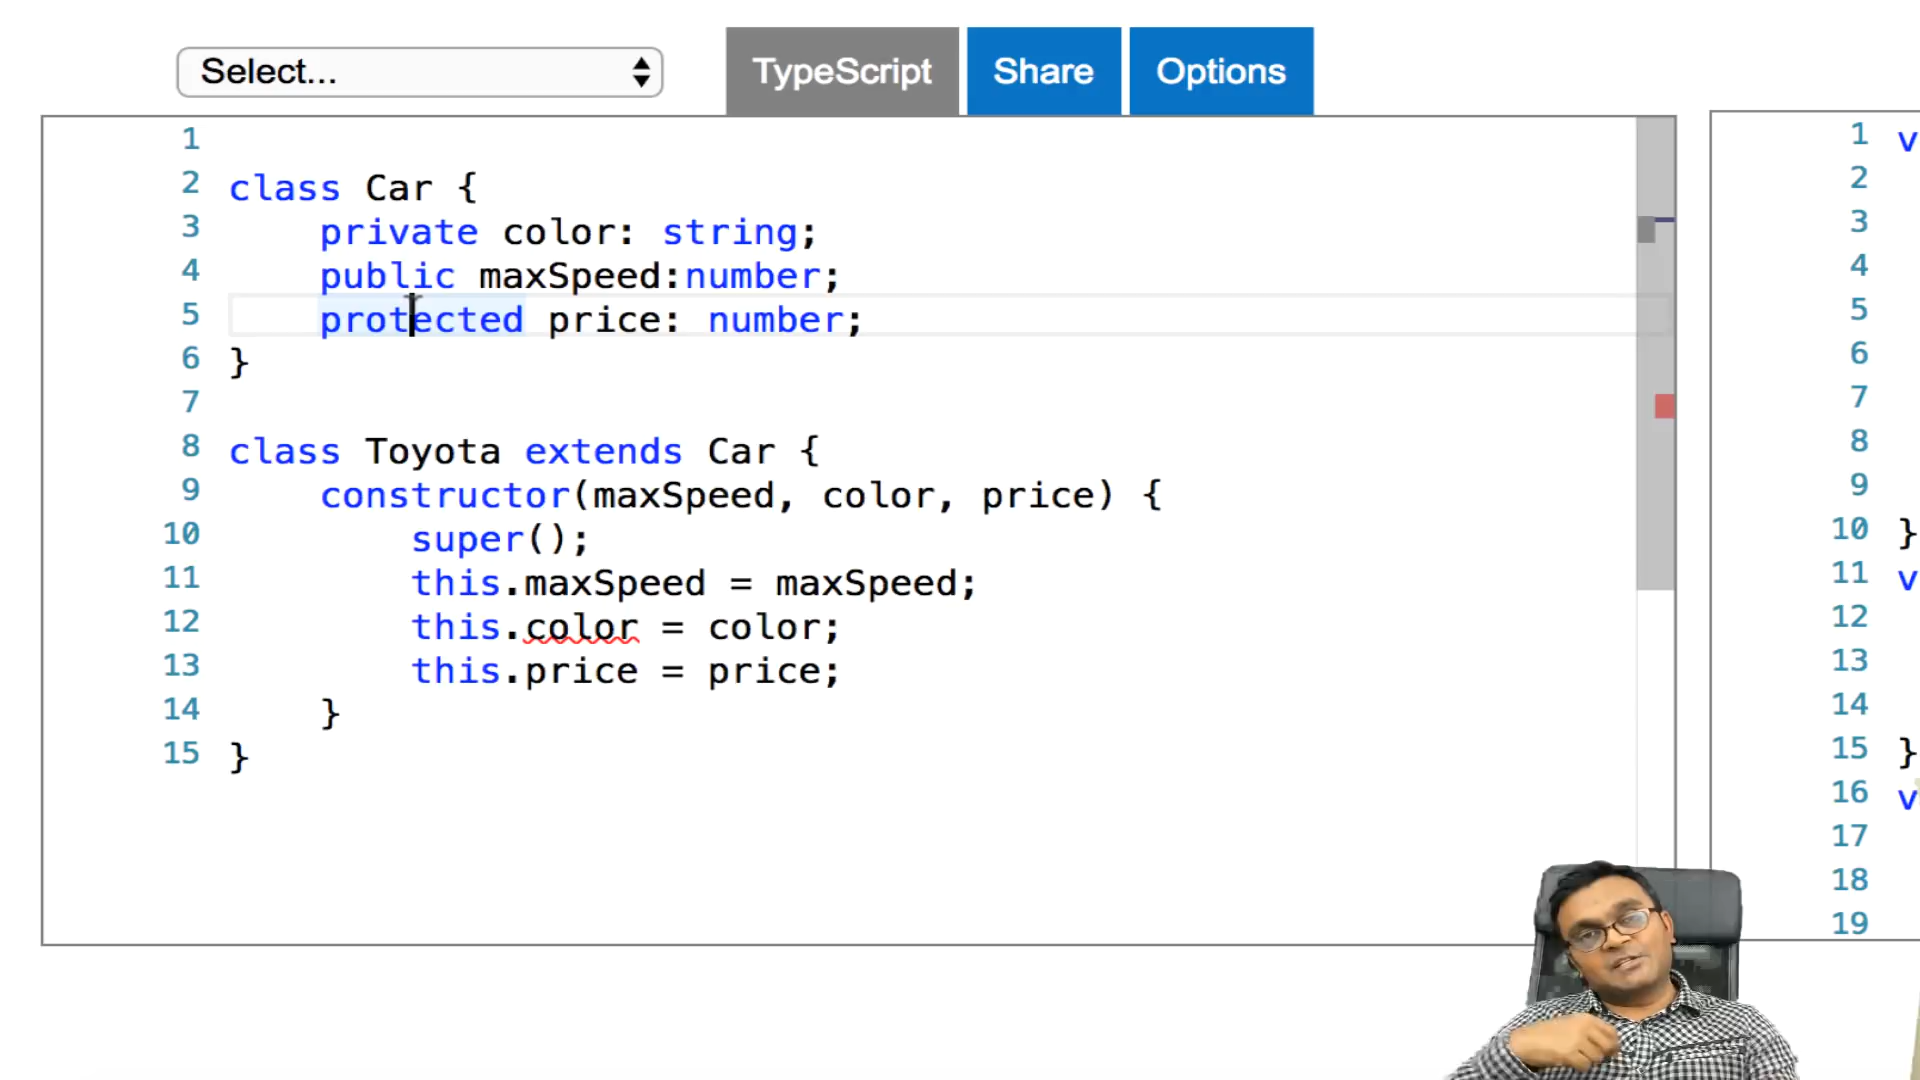 Select...
TypeScript
Share
Options
1
2 class Car {
3 private color: string;
4 public maxSpeed:number;
5 protected price: number;
6 }
7
8 class Toyota extends Car {
9 constructor(maxSpeed, color, price) {
10 super();
11 this.maxSpeed = maxSpeed;
12 this.color = color;
13 this.price = price;
14 }
15 }
1 v
2
3
4
5
6
7
8
9
10 }
11 v
12
13
14
15 }
16 v
17
18
19